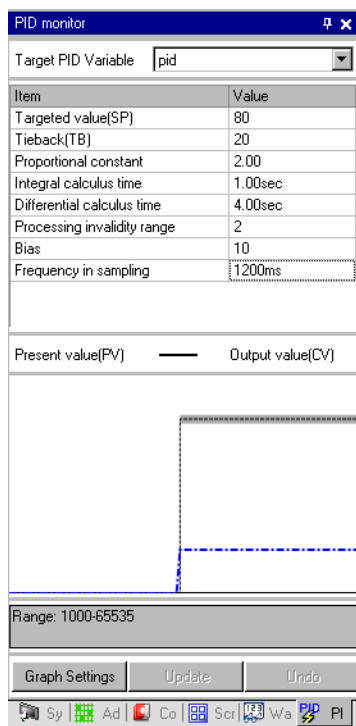 PID monitor
Target PID Variable pid
Item Value
Targeted value(SP) 80
Tieback(TB) 20
Proportional constant 2.00
Integral calculus time 1.00sec
Differential calculus time 4.00sec
Processing invalidity range 2
Bias 10
Frequency in sampling 1200ms
Present value(PV) Output value(CV)
Range: 1000-65535
Graph Settings Update Undo
Sy Ad Co Scr 123 Wa PID PI